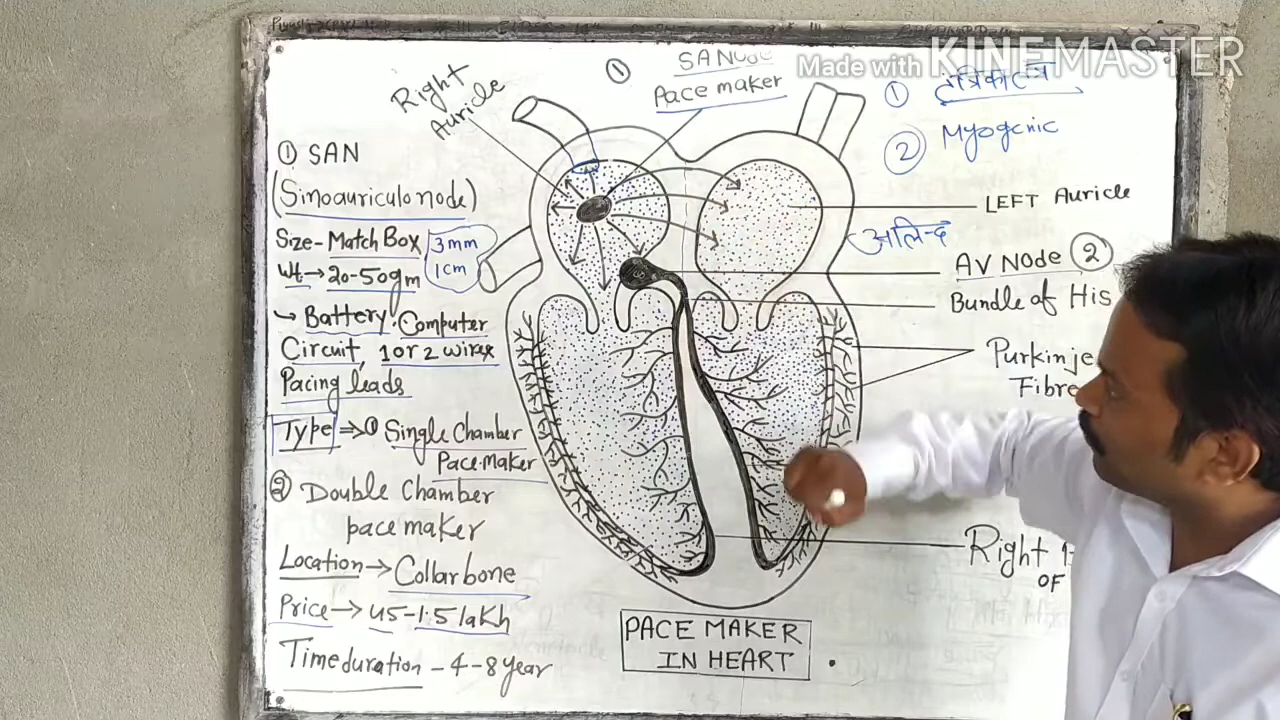 Made with KINEMASTER
Right
Auricle
① SA Node
Pace maker
①
② Myogenic
① SAN
(Sinoauriculo node)
Size - Match Box
3mm
1cm
Wt → 20-50gm
→ Battery, Computer
Circuit, 1 or 2 wires
Pacing leads
Type ⇒ ① Single Chamber
Pace-Maker
② Double Chamber
pace maker
Location → Collarbone
Price → 45-1.5 lakh
Time duration - 4-8 year
LEFT Auricle
अलिन्द
AV NODE ②
Bundle of His
Purkinje
Fibre
Right
OF
PACE MAKER
IN HEART